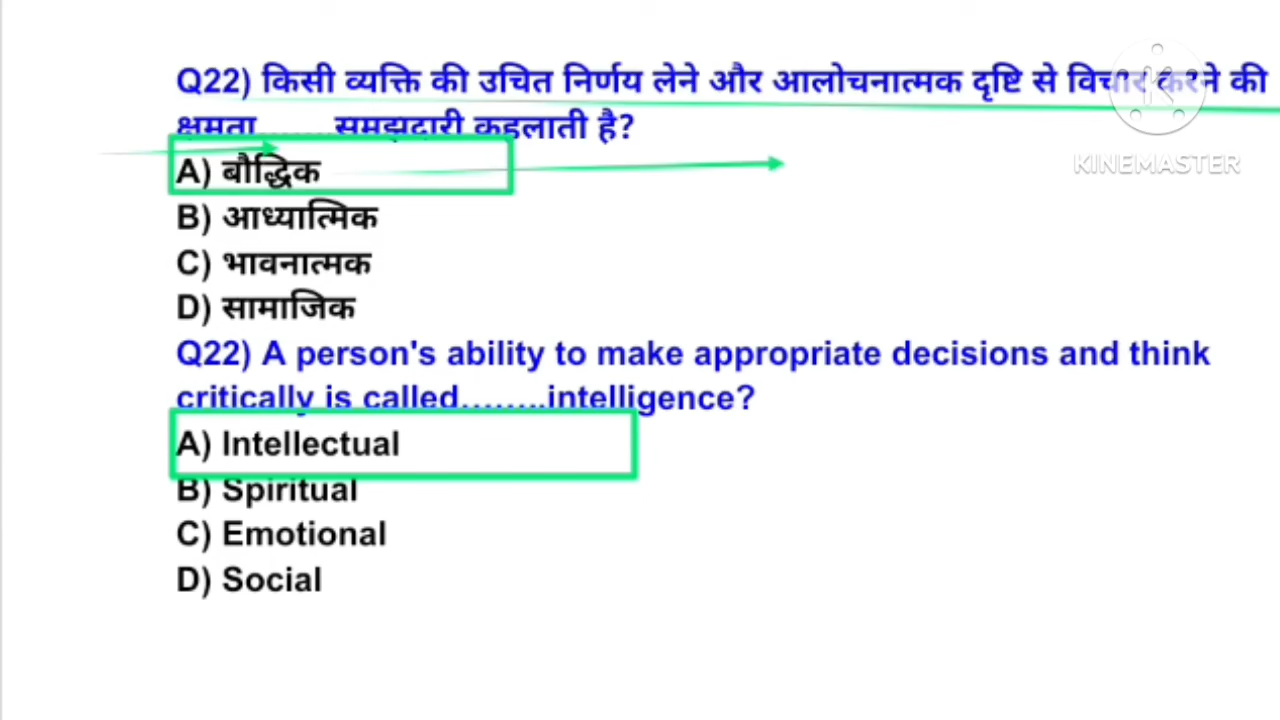 Q22) किसी व्यक्ति की उचित निर्णय लेने और आलोचनात्मक दृष्टि से विचार करने की
क्षमता.......समझदारी कहलाती है?
A) बौद्धिक
B) आध्यात्मिक
C) भावनात्मक
D) सामाजिक
Q22) A person's ability to make appropriate decisions and think
critically is called........intelligence?
A) Intellectual
B) Spiritual
C) Emotional
D) Social
KINEMASTER